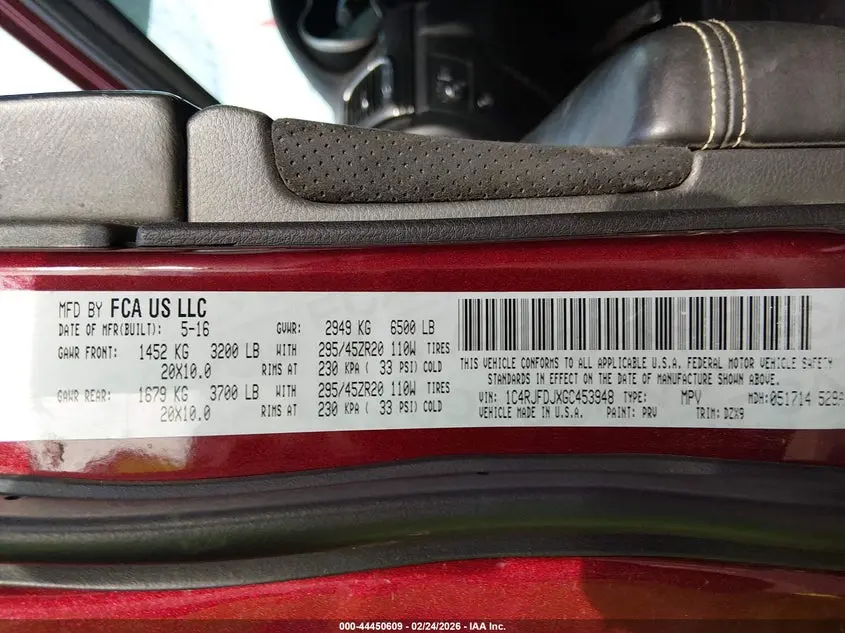 MFD BY FCA US LLC
DATE OF MFR(BUILT): 5-16 GVWR: 2949 KG 6500 LB
GAWR FRONT: 1452 KG 3200 LB WITH 295/45ZR20 110W TIRES
20X10.0 RIMS AT 230 KPA ( 33 PSI) COLD
GAWR REAR: 1679 KG 3700 LB WITH 295/45ZR20 110W TIRES
20X10.0 RIMS AT 230 KPA ( 33 PSI) COLD
THIS VEHICLE CONFORMS TO ALL APPLICABLE U.S.A. FEDERAL MOTOR VEHICLE SAFETY
STANDARDS IN EFFECT ON THE DATE OF MANUFACTURE SHOWN ABOVE.
VIN: 1C4RJFDJXGC453948 TYPE: MPV MDH: 051714 529A
VEHICLE MADE IN U.S.A. PAINT: PRV TRIM: DZX9
000-44450609 - 02/24/2026 - IAA Inc.